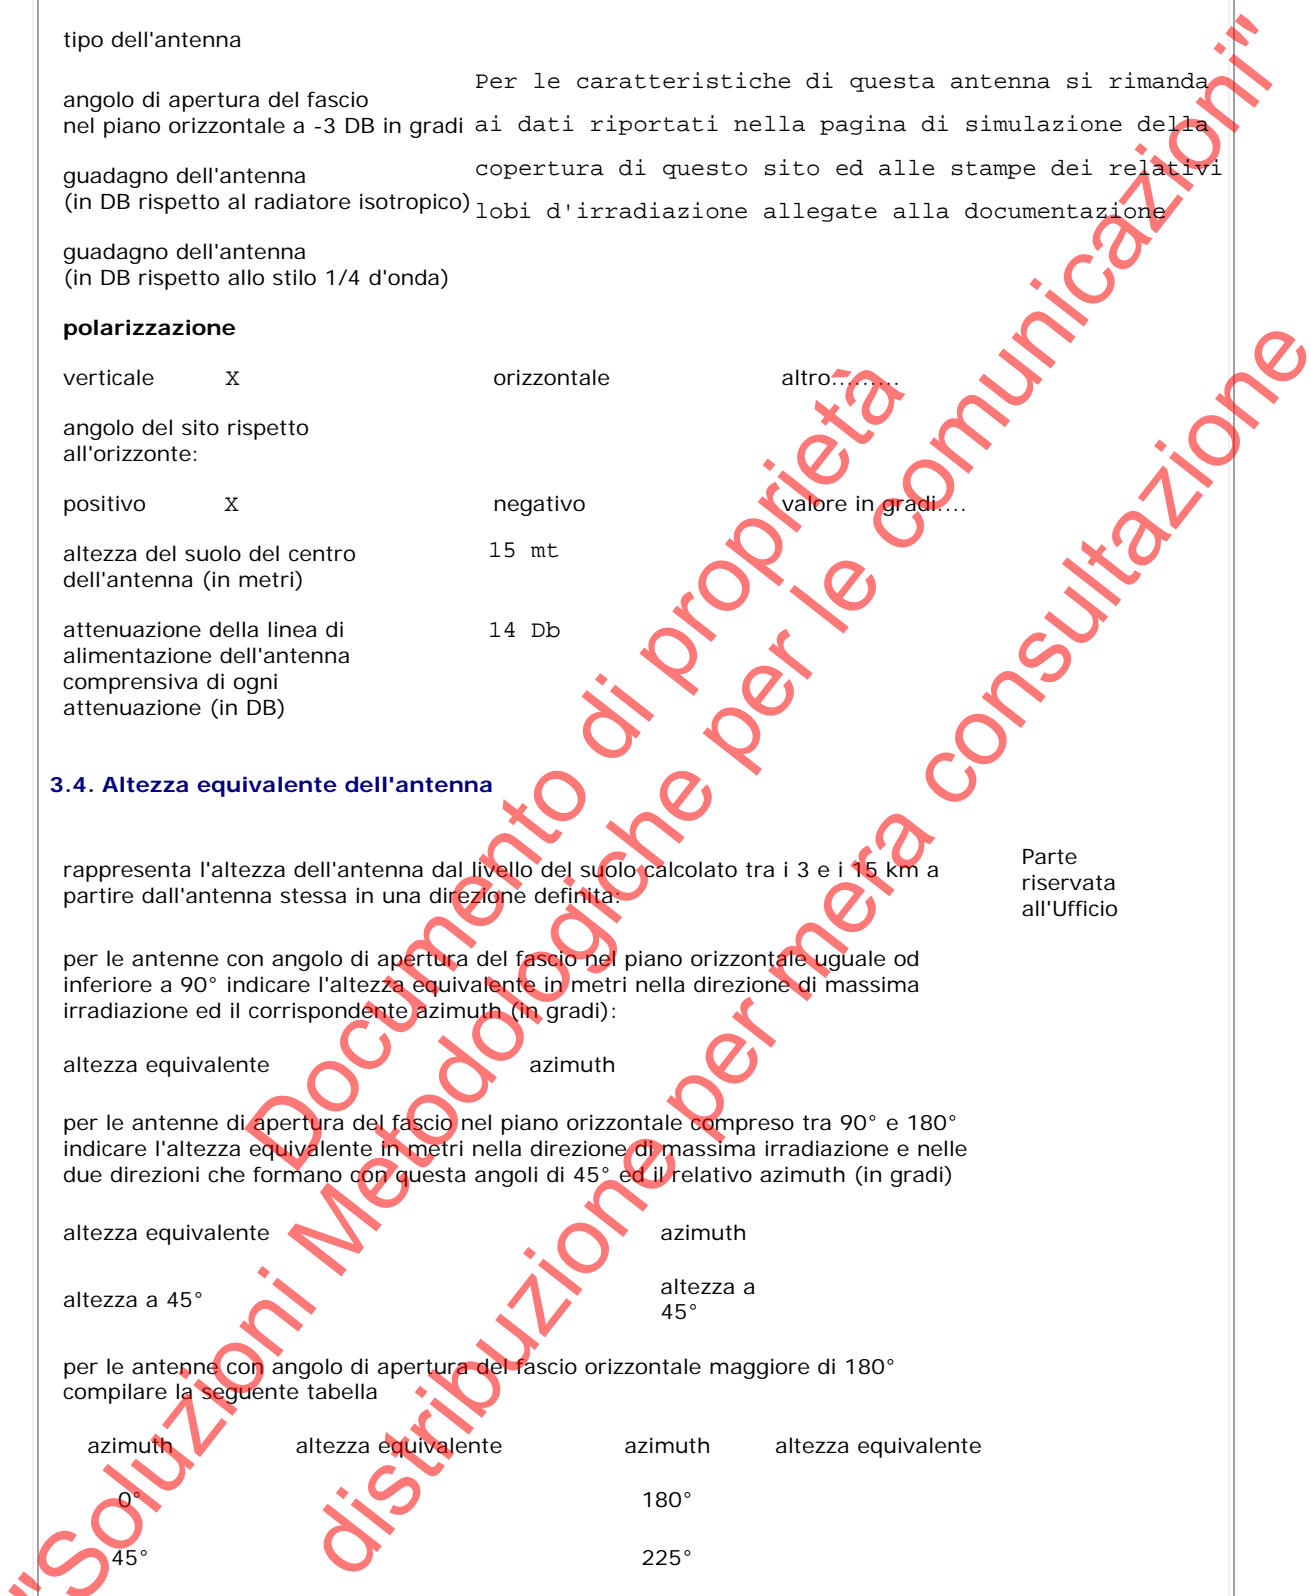 tipo dell'antenna
angolo di apertura del fascio
nel piano orizzontale a -3 DB in gradi
guadagno dell'antenna
(in DB rispetto al radiatore isotropico)
Per le caratteristiche di questa antenna si rimanda
ai dati riportati nella pagina di simulazione della
copertura di questo sito ed alle stampe dei relativi
lobi d'irradiazione allegate alla documentazione
guadagno dell'antenna
(in DB rispetto allo stilo 1/4 d'onda)
polarizzazione
verticale X orizzontale altro.........
angolo del sito rispetto
all'orizzonte:
positivo X negativo valore in gradi....
altezza del suolo del centro
dell'antenna (in metri)
15 mt
attenuazione della linea di
alimentazione dell'antenna
comprensiva di ogni
attenuazione (in DB)
14 Db
3.4. Altezza equivalente dell'antenna
rappresenta l'altezza dell'antenna dal livello del suolo calcolato tra i 3 e i 15 km a
partire dall'antenna stessa in una direzione definita:
Parte
riservata
all'Ufficio
per le antenne con angolo di apertura del fascio nel piano orizzontale uguale od
inferiore a 90° indicare l'altezza equivalente in metri nella direzione di massima
irradiazione ed il corrispondente azimuth (in gradi):
altezza equivalente azimuth
per le antenne di apertura del fascio nel piano orizzontale compreso tra 90° e 180°
indicare l'altezza equivalente in metri nella direzione di massima irradiazione e nelle
due direzioni che formano con questa angoli di 45° ed il relativo azimuth (in gradi)
altezza equivalente azimuth
altezza a 45°
altezza a
45°
per le antenne con angolo di apertura del fascio orizzontale maggiore di 180°
compilare la seguente tabella
azimuth altezza equivalente azimuth altezza equivalente
0° 180°
45° 225°
Documento di proprietà
"Soluzioni Metodologiche per le comunicazioni"
distribuzione per mera consultazione